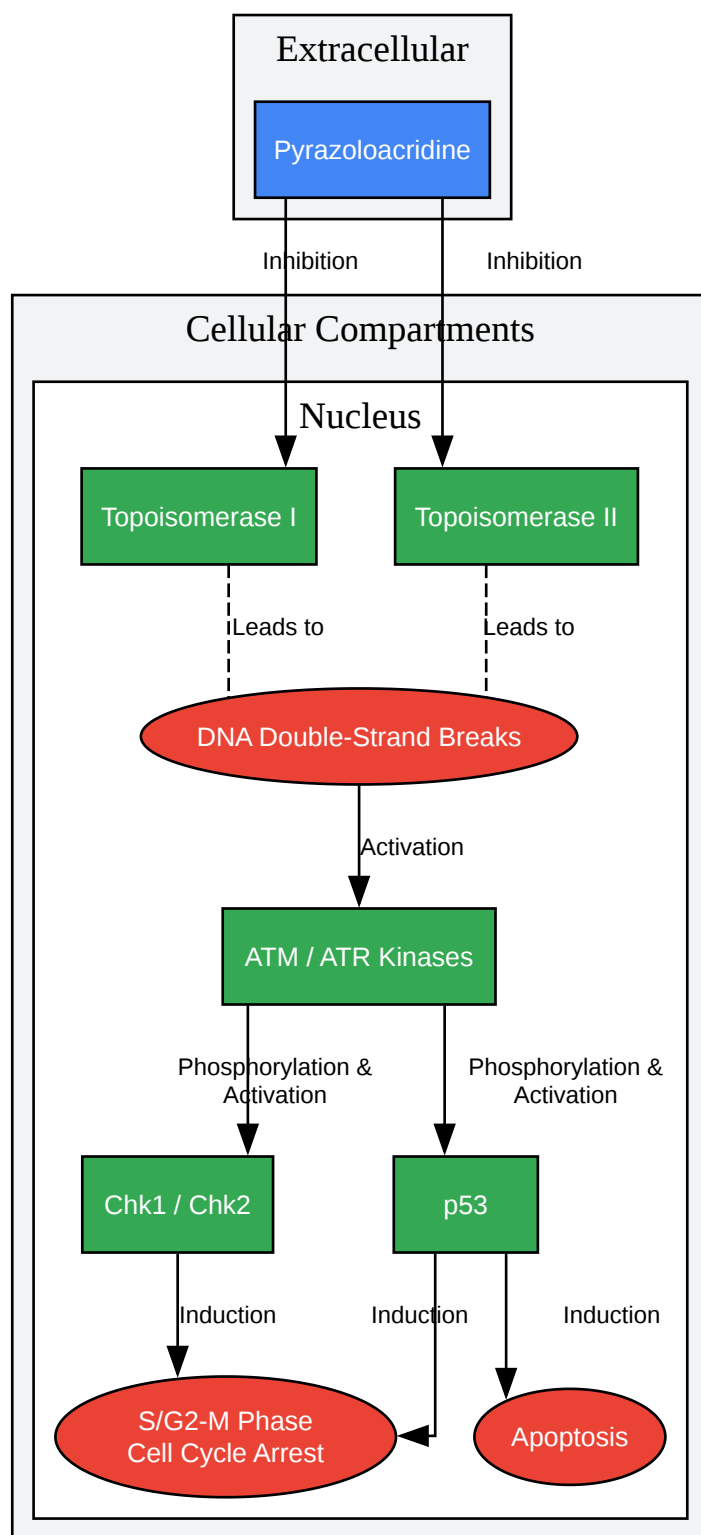 Extracellular
Pyrazoloacridine
Inhibition
Inhibition
Cellular Compartments
Nucleus
Topoisomerase I
Topoisomerase II
Leads to
Leads to
DNA Double-Strand Breaks
Activation
ATM / ATR Kinases
Phosphorylation &
Activation
Phosphorylation &
Activation
Chk1 / Chk2
p53
Induction
Induction
Induction
S/G2-M Phase
Cell Cycle Arrest
Apoptosis